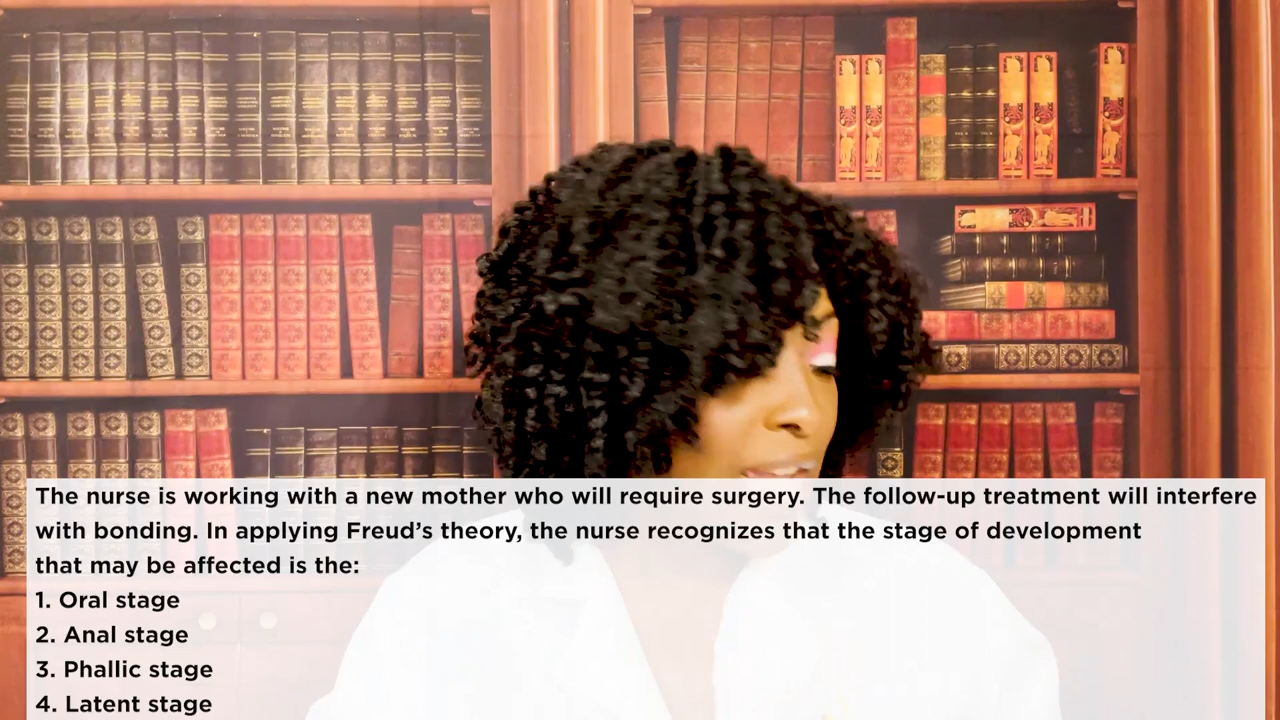 The nurse is working with a new mother who will require surgery. The follow-up treatment will interfere
with bonding. In applying Freud’s theory, the nurse recognizes that the stage of development
that may be affected is the:
1. Oral stage
2. Anal stage
3. Phallic stage
4. Latent stage